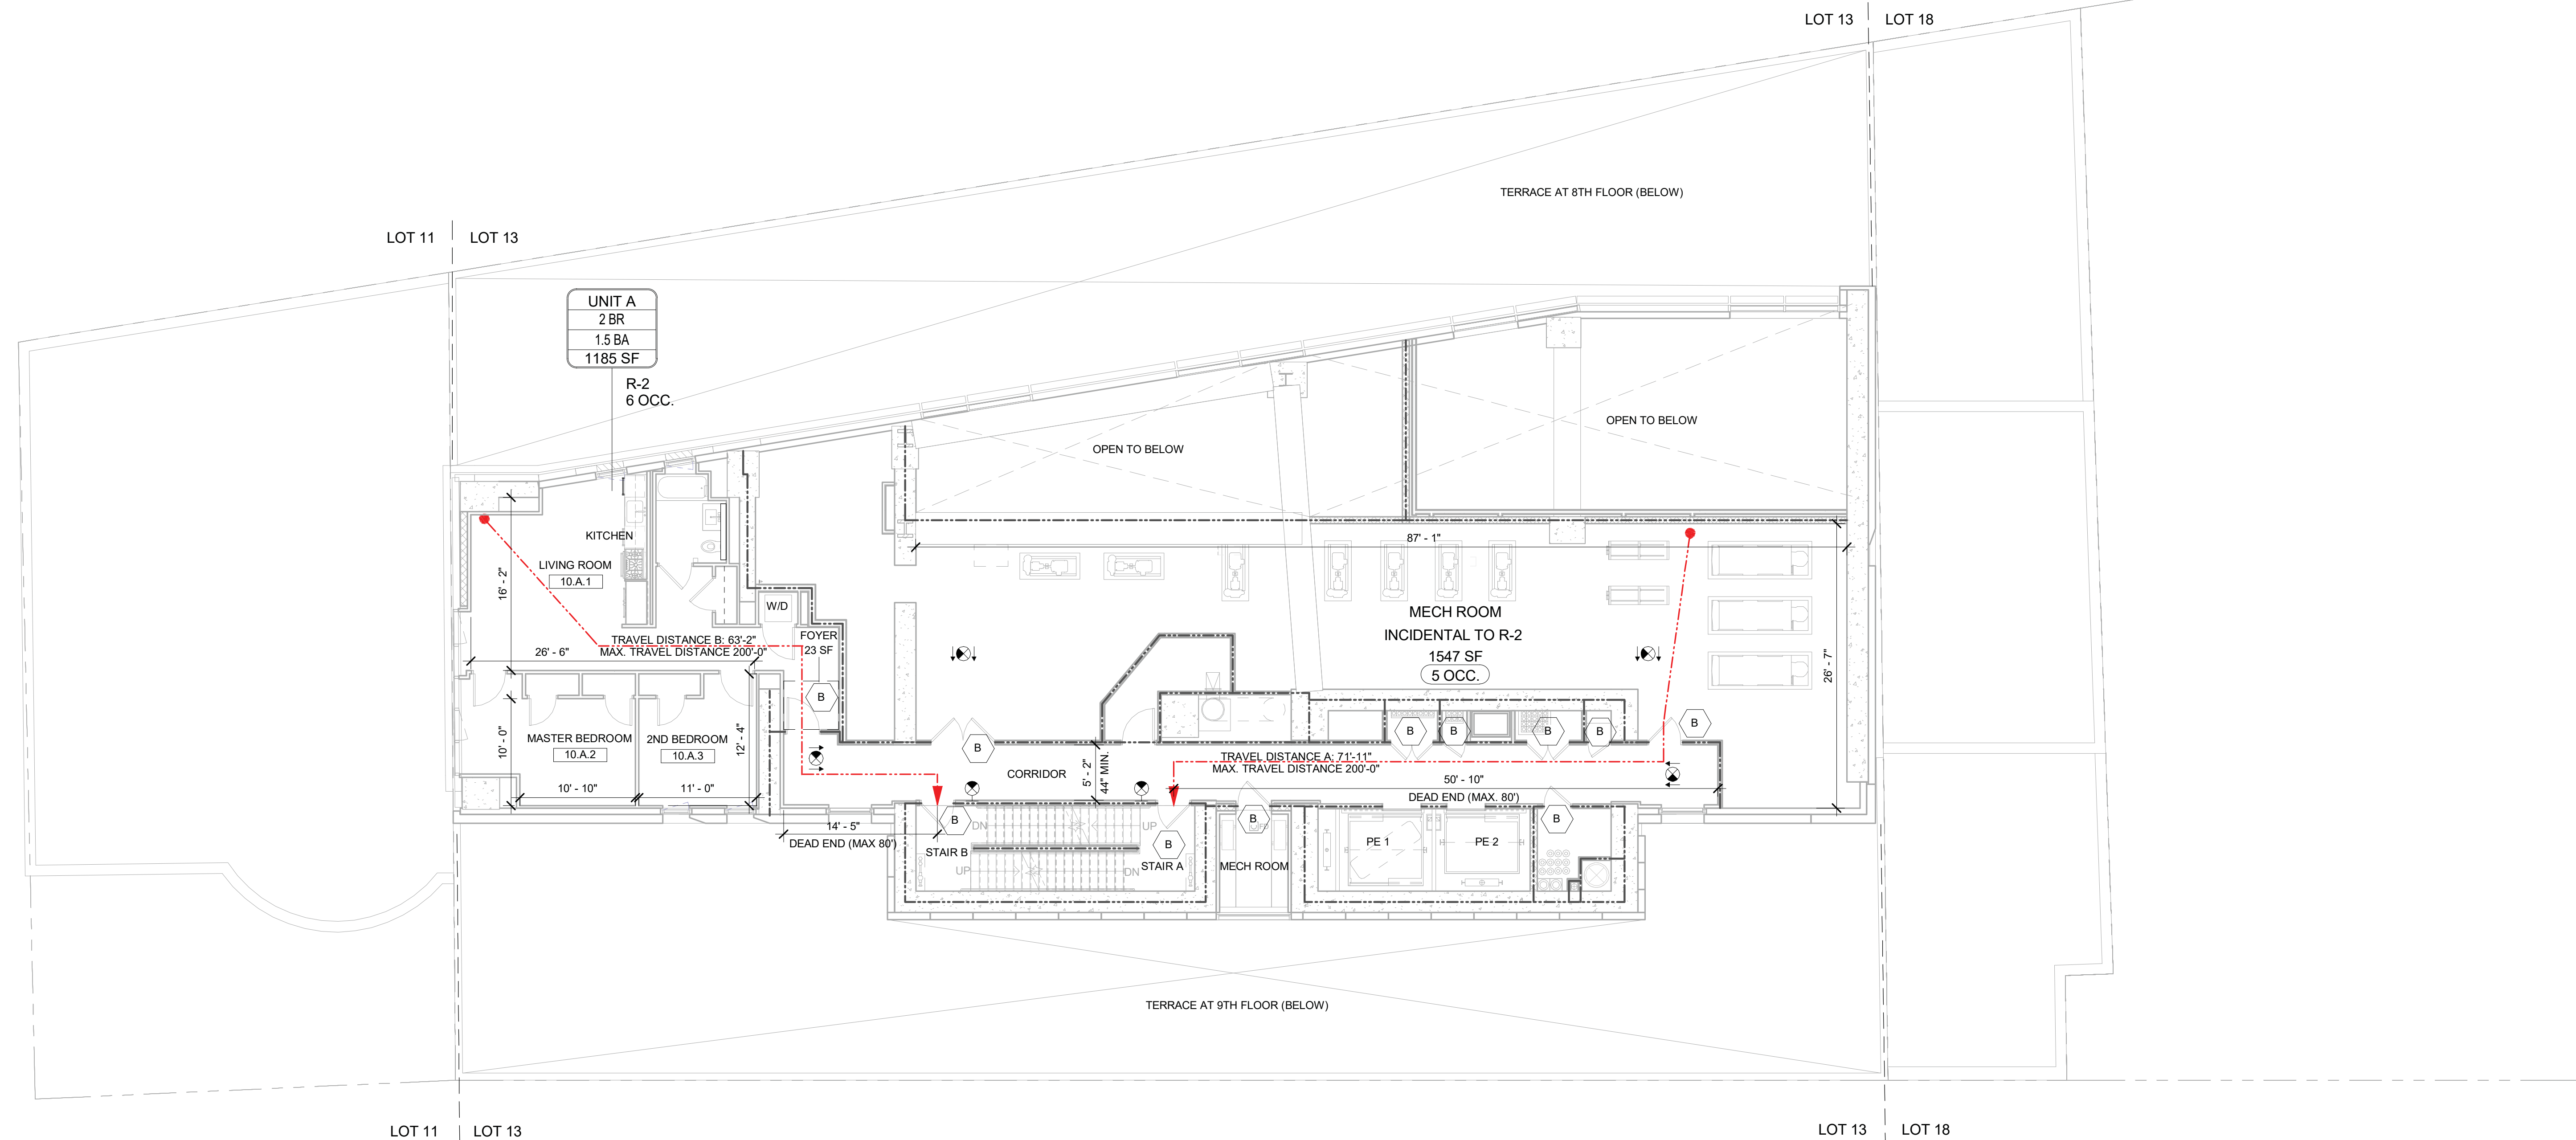 LOT 13
LOT 18
TERRACE AT 8TH FLOOR (BELOW)
LOT 11
LOT 13
UNIT A
2 BR
1.5 BA
1185 SF
R-2
6 OCC.
OPEN TO BELOW
OPEN TO BELOW
KITCHEN
LIVING ROOM
10.A.1
16' - 2"
87' - 1"
W/D
FOYER
23 SF
TRAVEL DISTANCE B: 63'-2"
MAX. TRAVEL DISTANCE 200'-0"
26' - 6"
MECH ROOM
INCIDENTAL TO R-2
1547 SF
5 OCC.
26' - 7"
B
B
B
B
B
B
B
10' - 0"
MASTER BEDROOM
10.A.2
2ND BEDROOM
10.A.3
12' - 4"
10' - 10"
11' - 0"
CORRIDOR
5' - 2"
44" MIN.
TRAVEL DISTANCE A: 71'-11"
MAX. TRAVEL DISTANCE 200'-0"
50' - 10"
DEAD END (MAX. 80')
14' - 5"
DEAD END (MAX 80')
B
DN
UP
B
B
B
STAIR B
UP
DN
STAIR A
MECH ROOM
PE 1
PE 2
TERRACE AT 9TH FLOOR (BELOW)
LOT 11
LOT 13
LOT 13
LOT 18